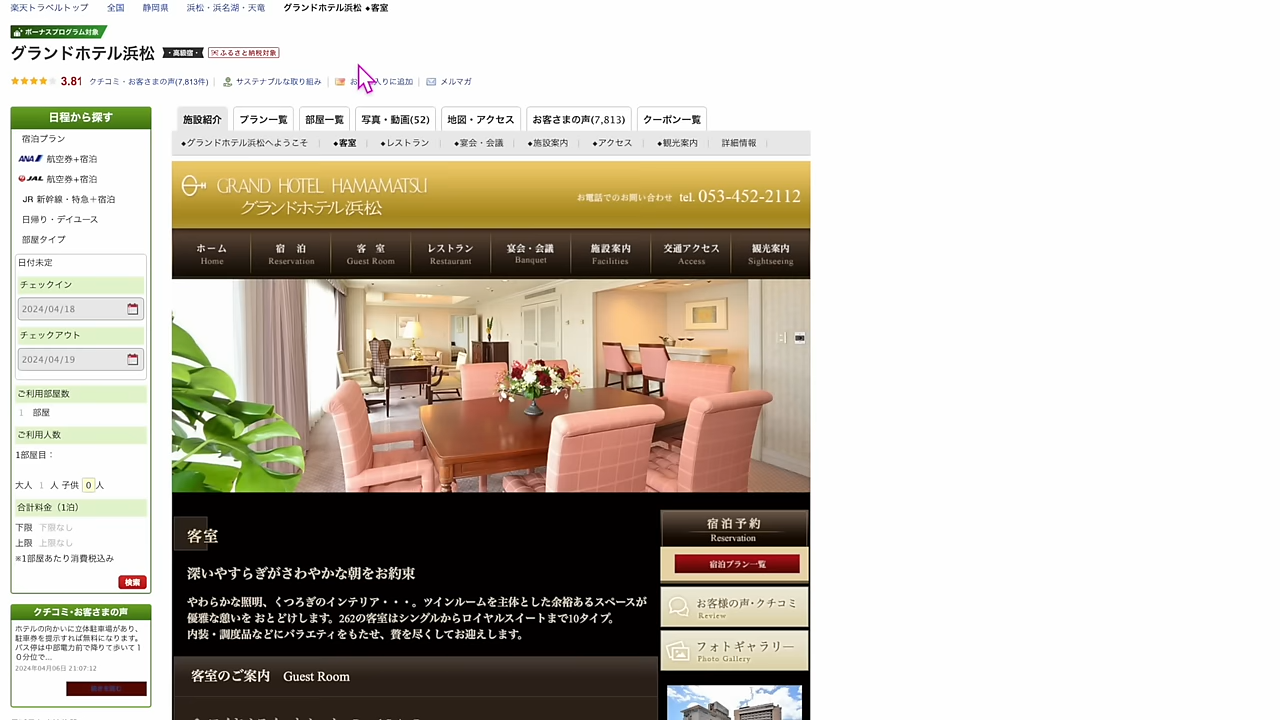 楽天トラベルトップ 全国 静岡県 浜松・浜名湖・天竜 グランドホテル浜松 ◆客室
ボーナスプログラム対象
グランドホテル浜松 ・高級宿・ ふるさと納税対象
3.81 クチコミ・お客さまの声(7,813件) サステナブルな取り組み お 入りに追加 メルマガ
日程から探す
宿泊プラン
ANA 航空券+宿泊
JAL 航空券+宿泊
JR 新幹線・特急＋宿泊
日帰り・デイユース
部屋タイプ
日付未定
チェックイン
2024/04/18
チェックアウト
2024/04/19
ご利用部屋数
1 部屋
ご利用人数
1部屋目：
大人 1 人 子供 0 人
合計料金（1泊）
下限 下限なし
上限 上限なし
※1部屋あたり消費税込み
検索
クチコミ・お客さまの声
ホテルの向かいに立体駐車場があり、
駐車券を提示すれば無料になります。
バス停は中部電力前で降りて歩いて１
０分位で...
2024年04月06日 21:07:12
施設紹介 プラン一覧 部屋一覧 写真・動画(52) 地図・アクセス お客さまの声(7,813) クーポン一覧
◆グランドホテル浜松へようこそ ◆客室 ◆レストラン ◆宴会・会議 ◆施設案内 ◆アクセス ◆観光案内 詳細情報
GRAND HOTEL HAMAMATSU
グランドホテル浜松
お電話でのお問い合わせ tel. 053-452-2112
ホーム 宿 泊 客 室 レストラン 宴会・会議 施設案内 交通アクセス 観光案内
Home Reservation Guest Room Restaurant Banquet Facilities Access Sightseeing
客室
深いやすらぎがさわやかな朝をお約束
やわらかな照明、くつろぎのインテリア・・・。ツインルームを主体とした余裕あるスペースが
優雅な憩いを おとどけします。262の客室はシングルからロイヤルスイートまで10タイプ。
内装・調度品などにバラエティをもたせ、贅を尽くしてお迎えします。
客室のご案内 Guest Room
宿泊予約
Reservation
宿泊プラン一覧
お客様の声・クチコミ
Review
フォトギャラリー
Photo Gallery